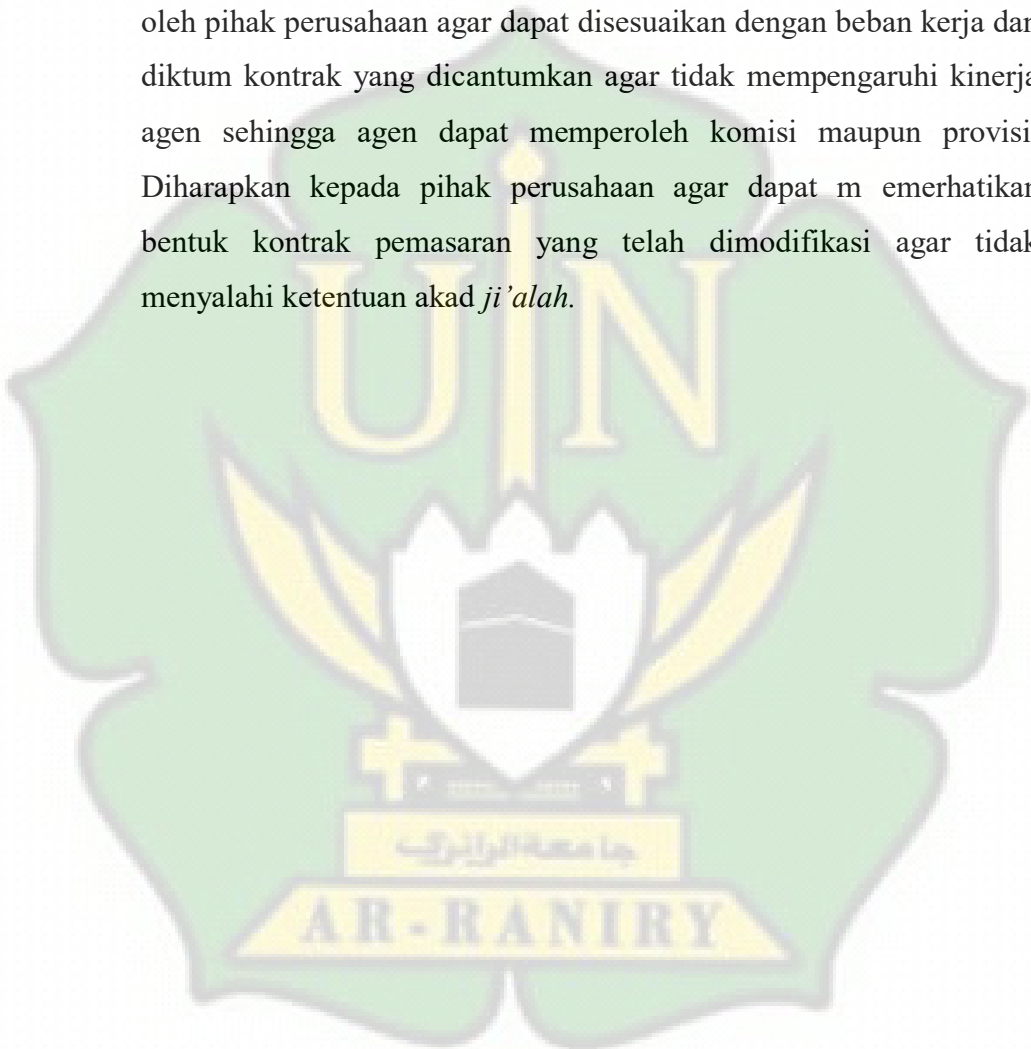 oleh pihak perusahaan agar dapat disesuaikan dengan beban kerja dan
diktum kontrak yang dicantumkan agar tidak mempengaruhi kinerja
agen sehingga agen dapat memperoleh komisi maupun provisi
Diharapkan kepada pihak perusahaan agar dapat m emerhatikan
bentuk kontrak pemasaran yang telah dimodifikasi agar tidak
menyalahi ketentuan akad ji’alah.
UIN
جامعة الرانري
AR-RANIRY